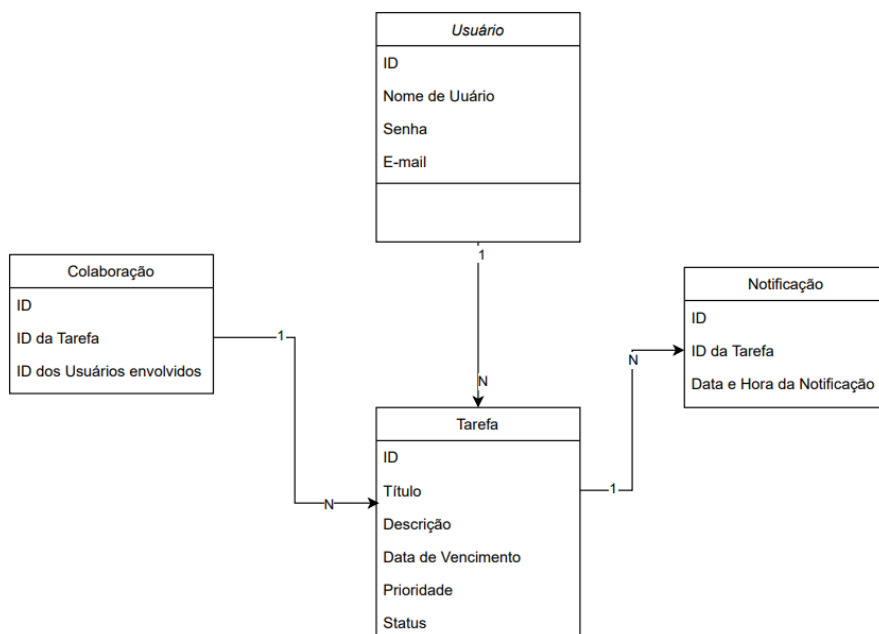 Usuário
ID
Nome de Uuário
Senha
E-mail
1
N
Colaboração
ID
ID da Tarefa
ID dos Usuários envolvidos
1
N
Notificação
ID
ID da Tarefa
Data e Hora da Notificação
N
1
Tarefa
ID
Título
Descrição
Data de Vencimento
Prioridade
Status